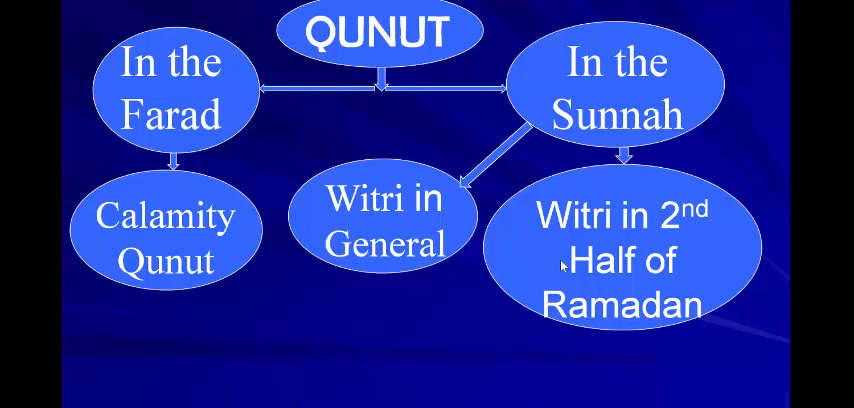 QUNUT
In the
Farad
In the
Sunnah
Calamity
Qunut
Witri in
General
Witri in 2nd
Half of
Ramadan